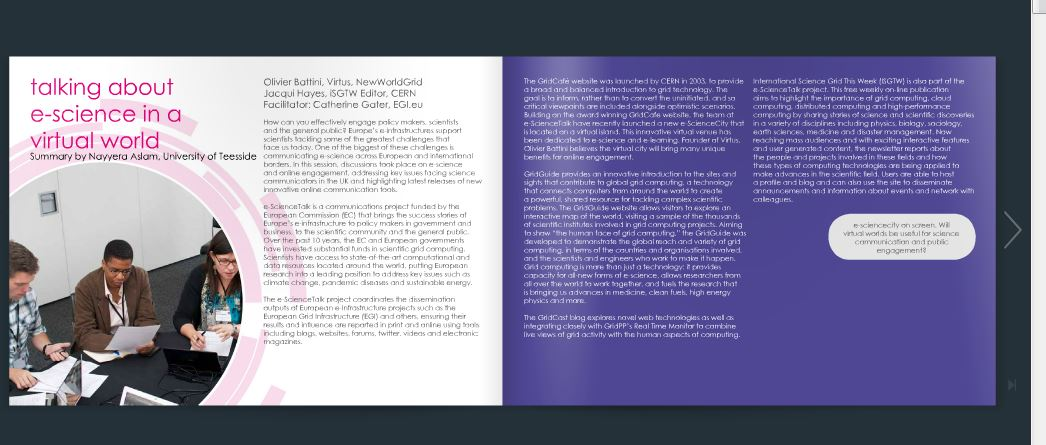 talking about
e-science in a
virtual world
Summary by Nayyera Aslam, University of Teesside
Olivier Battini, Virtus, NewWorldGrid
Jacqui Hayes, iSGTW Editor, CERN
Facilitator: Catherine Gater, EGI.eu
How can you effectively engage policy makers, scientists
and the general public? Europe's e-infrastructures support
scientists tackling some of the greatest challenges that
face us today. One of the biggest of these challenges is
communicating e-science across European and international
borders. In this session, discussions took place on e-science
and online engagement, addressing key issues facing science
communicators in the UK and highlighting latest releases of new
innovative online communication tools.
e-ScienceTalk is a communications project funded by the
European Commission (EC) that brings the success stories of
Europe's e-infrastructure to policy makers in government and
business, to the scientific community and the general public.
Over the past 10 years, the EC and European governments
have invested substantial funds in scientific grid computing.
Scientists have access to state-of-the-art computational and
data resources located around the world, putting European
research into a leading position to address key issues such as
climate change, pandemic diseases and sustainable energy.
The e-ScienceTalk project coordinates the dissemination
outputs of European e-Infrastructure projects such as the
European Grid Infrastructure (EGI) and others, ensuring their
results and influence are reported in print and online using tools
including blogs, websites, forums, twitter, videos and electronic
magazines.
The GridCafé website was launched by CERN in 2003, to provide
a broad and balanced introduction to grid technology. The
goal is to inform, rather than to convert the uninitiated, and so
critical viewpoints are included alongside optimistic scenarios.
Building on the award winning GridCafe website, the team at
e-ScienceTalk have recently launched a new e-ScienceCity that
is located on a virtual island. This innovative virtual venue has
been dedicated to e-science and e-learning. Founder of Virtus,
Olivier Battini believes the virtual city will bring many unique
benefits for online engagement.
GridGuide provides an innovative introduction to the sites and
sights that contribute to global grid computing, a technology
that connects computers from around the world to create
a powerful, shared resource for tackling complex scientific
problems. The GridGuide website allows visitors to explore an
interactive map of the world, visiting a sample of the thousands
of scientific institutes involved in grid computing projects. Aiming
to show "the human face of grid computing," the GridGuide was
developed to demonstrate the global reach and variety of grid
computing, in terms of the countries and organisations involved,
and the scientists and engineers who work to make it happen.
Grid computing is more than just a technology: it provides
capacity for all-new forms of e-science, allows researchers from
all over the world to work together, and fuels the research that
is bringing us advances in medicine, clean fuels, high energy
physics and more.
The GridCast blog explores novel web technologies as well as
integrating closely with GridPP's Real Time Monitor to combine
live views of grid activity with the human aspects of computing.
International Science Grid This Week (iSGTW) is also part of the
e-ScienceTalk project. This free weekly on-line publication
aims to highlight the importance of grid computing, cloud
computing, distributed computing and high-performance
computing by sharing stories of science and scientific discoveries
in a variety of disciplines including physics, biology, sociology,
earth sciences, medicine and disaster management. Now
reaching mass audiences and with exciting interactive features
and user generated content, the newsletter reports about
the people and projects involved in these fields and how
these types of computing technologies are being applied to
make advances in the scientific field. Users are able to host
a profile and blog and can also use the site to disseminate
announcements and information about events and network with
colleagues.
e-sciencecity on screen. Will
virtual worlds be useful for science
communication and public
engagement?